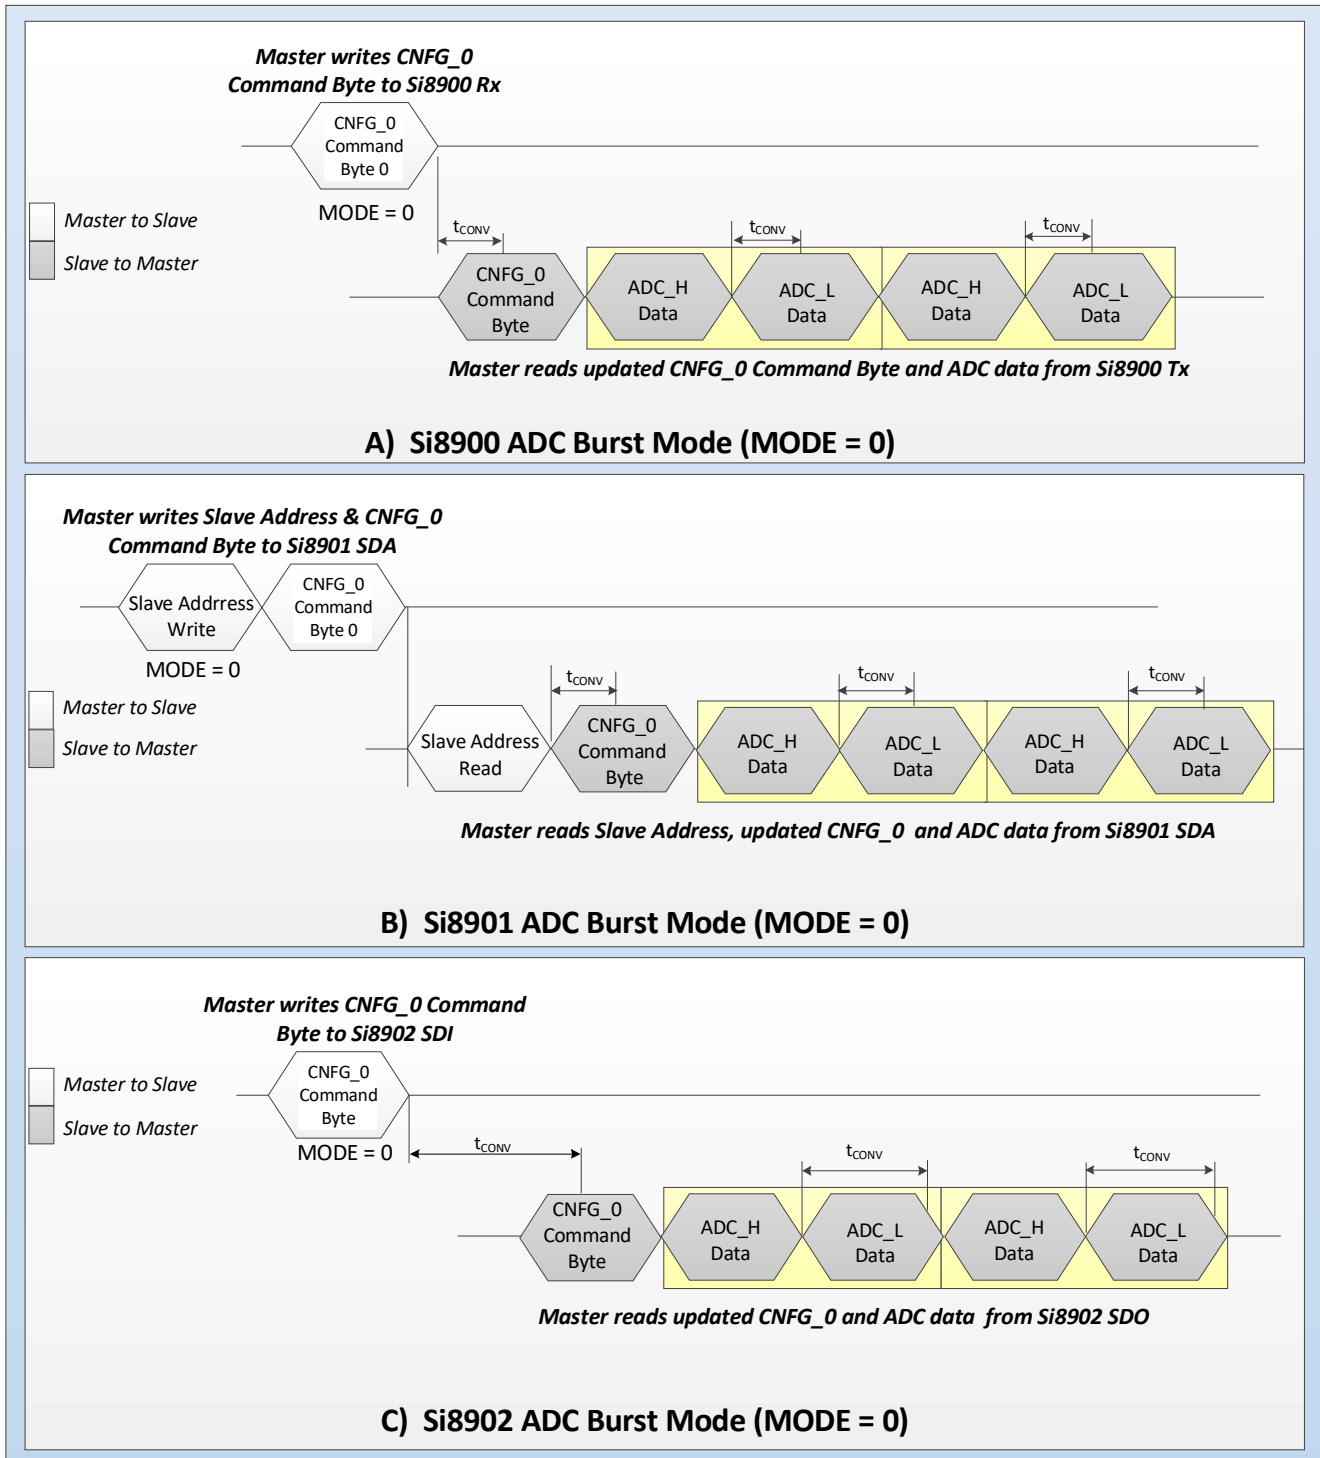 Master writes CNFG_0
Command Byte to Si8900 Rx
CNFG_0
Command
Byte 0
MODE = 0
Master to Slave
Slave to Master
tCONV
tCONV
tCONV
CNFG_0
Command
Byte
ADC_H
Data
ADC_L
Data
ADC_H
Data
ADC_L
Data
Master reads updated CNFG_0 Command Byte and ADC data from Si8900 Tx
A) Si8900 ADC Burst Mode (MODE = 0)
Master writes Slave Address & CNFG_0
Command Byte to Si8901 SDA
Slave Adrress
Write
CNFG_0
Command
Byte 0
MODE = 0
Master to Slave
Slave to Master
tCONV
tCONV
tCONV
Slave Address
Read
CNFG_0
Command
Byte
ADC_H
Data
ADC_L
Data
ADC_H
Data
ADC_L
Data
Master reads Slave Address, updated CNFG_0 and ADC data from Si8901 SDA
B) Si8901 ADC Burst Mode (MODE = 0)
Master writes CNFG_0 Command
Byte to Si8902 SDI
CNFG_0
Command
Byte
Master to Slave
Slave to Master
MODE = 0
tCONV
tCONV
tCONV
CNFG_0
Command
Byte
ADC_H
Data
ADC_L
Data
ADC_H
Data
ADC_L
Data
Master reads updated CNFG_0 and ADC data from Si8902 SDO
C) Si8902 ADC Burst Mode (MODE = 0)